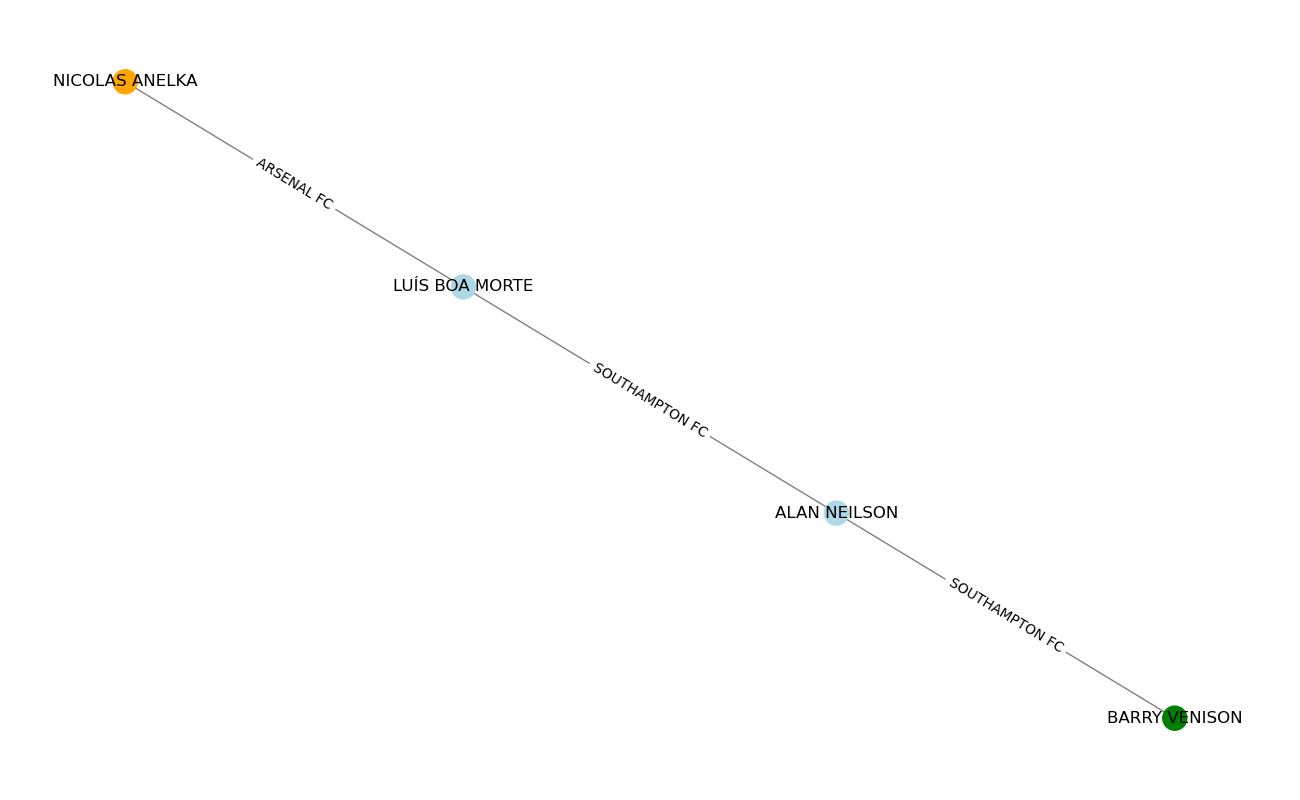 NICOLAS ANELKA
ARSENAL FC
LUÍS BOA MORTE
SOUTHAMPTON FC
ALAN NEILSON
SOUTHAMPTON FC
BARRY VENISON